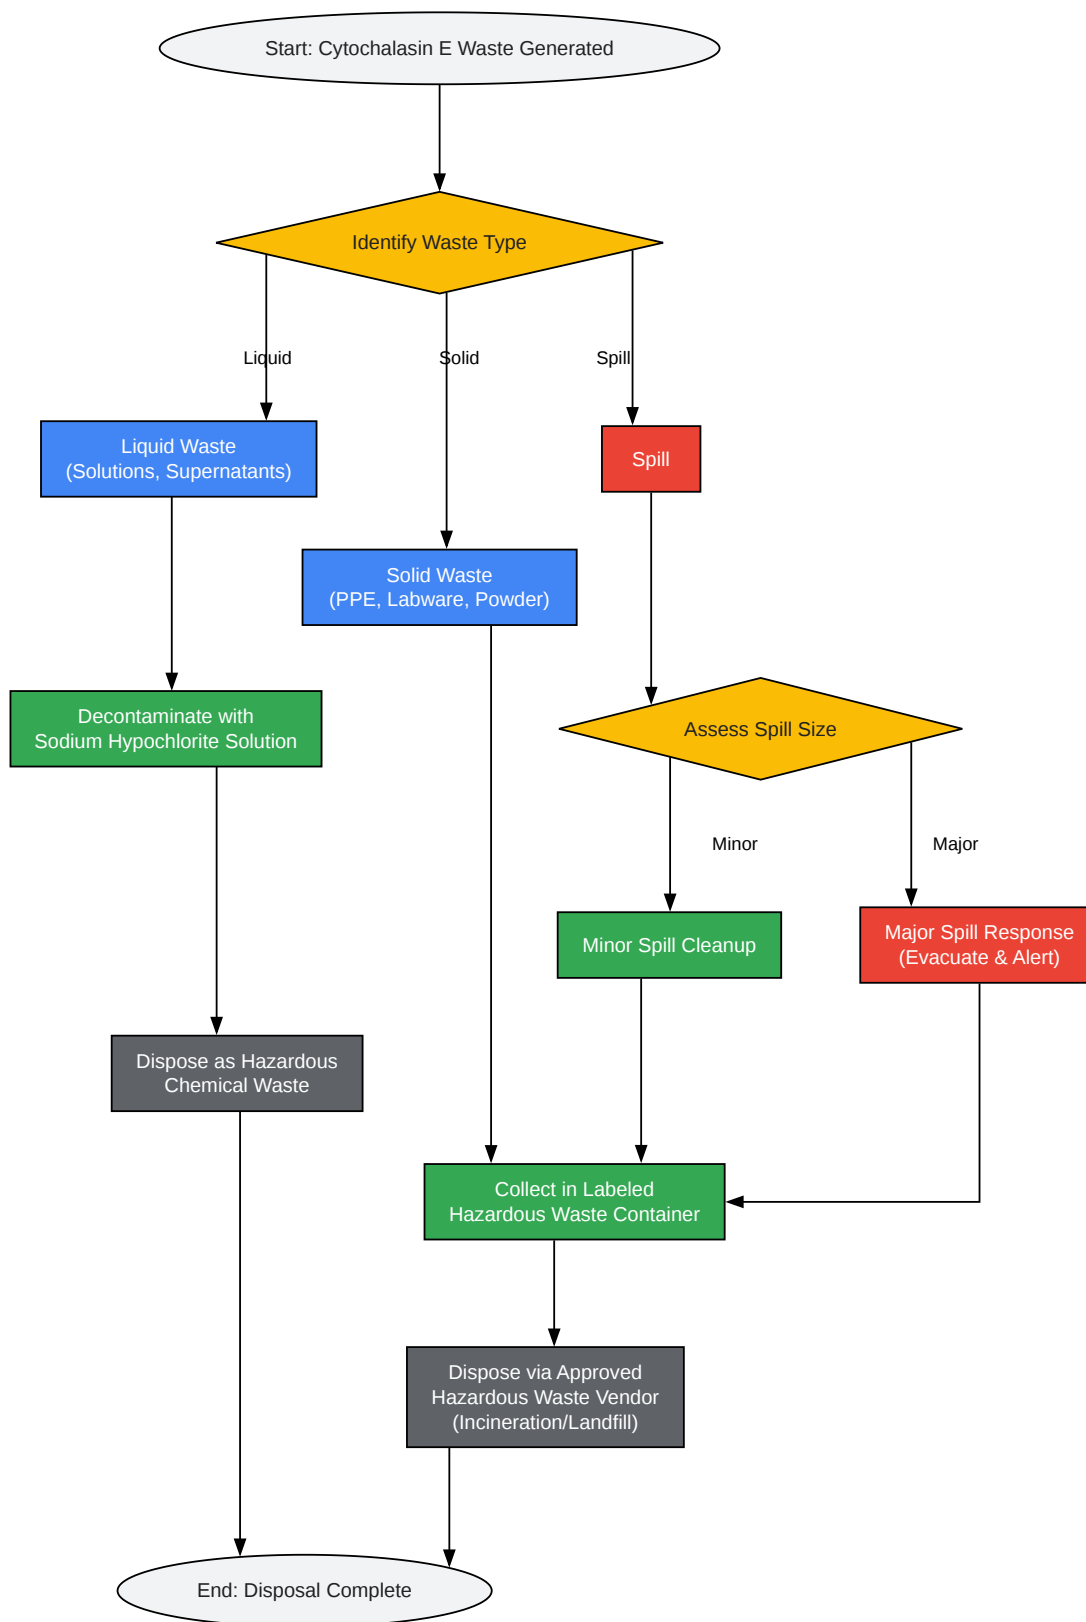 Start: Cytochalasin E Waste Generated
Identify Waste Type
Liquid
Solid
Spill
Liquid Waste
(Solutions, Supernatants)
Spill
Solid Waste
(PPE, Labware, Powder)
Decontaminate with
Sodium Hypochlorite Solution
Assess Spill Size
Minor
Major
Minor Spill Cleanup
Major Spill Response
(Evacuate & Alert)
Dispose as Hazardous
Chemical Waste
Collect in Labeled
Hazardous Waste Container
Dispose via Approved
Hazardous Waste Vendor
(Incineration/Landfill)
End: Disposal Complete